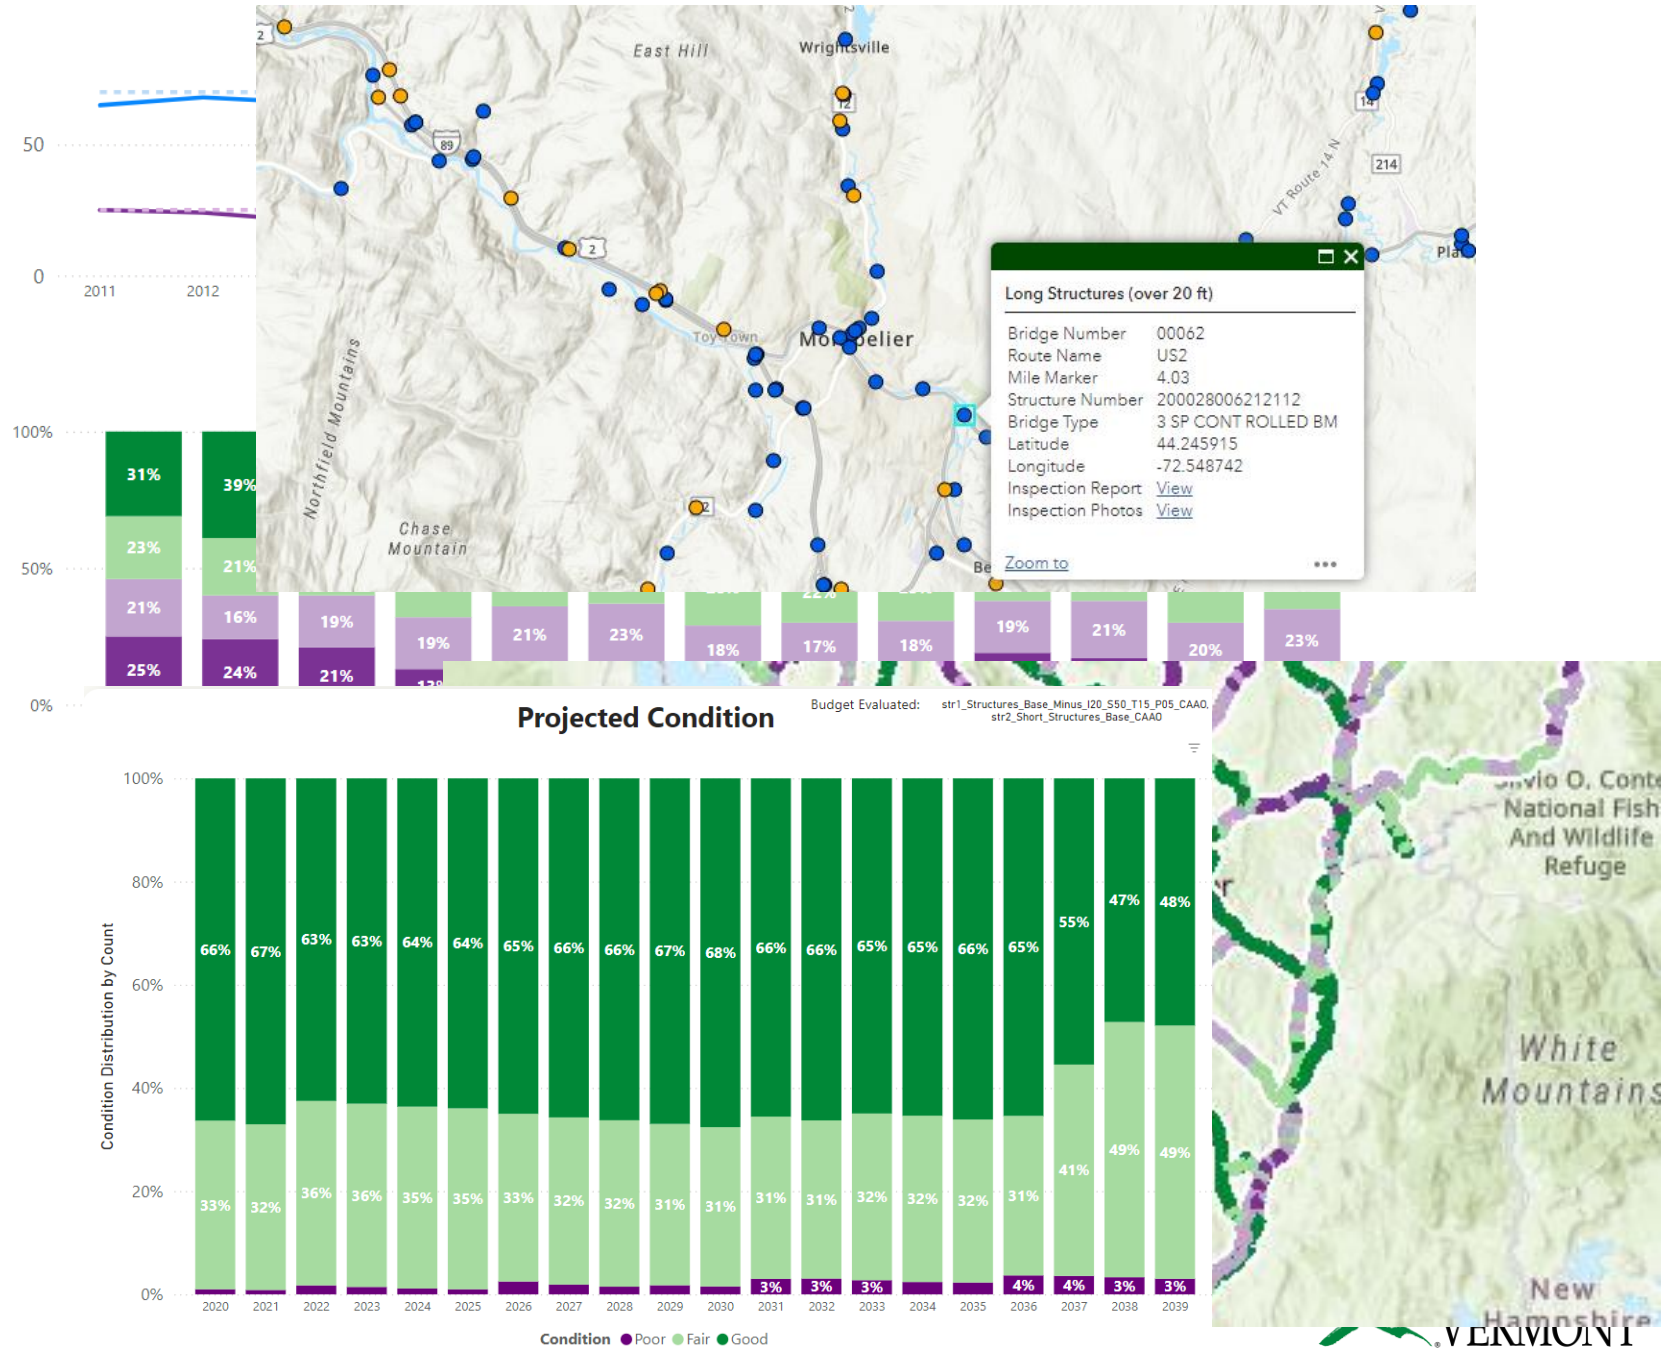 50
0
2011 2012
2
East Hill
Wrightsville
12
89
2
14
214
VT Route 14 N
Toy Town
Montpelier
Northfield Mountains
Chase
Mountain
Be
Long Structures (over 20 ft)
Bridge Number 00062
Route Name US2
Mile Marker 4.03
Structure Number 200028006212112
Bridge Type 3 SP CONT ROLLED BM
Latitude 44.245915
Longitude -72.548742
Inspection Report View
Inspection Photos View
Zoom to
100%
50%
0%
31% 39%
23% 21%
21% 16% 19% 19% 21% 23% 18% 17% 18% 19% 21% 20% 23%
25% 24% 21%
22%
Projected Condition
Budget Evaluated: str1_Structures_Base_Minus_I20_S50_T15_P05_CAAO,
str2_Short_Structures_Base_CAAO
Condition Distribution by Count
100%
80%
60%
40%
20%
0%
66% 67% 63% 63% 64% 64% 65% 66% 66% 67% 68% 66% 66% 65% 65% 66% 65% 55% 47% 48%
33% 32% 36% 36% 35% 35% 33% 32% 32% 31% 31% 31% 31% 32% 32% 32% 31% 41% 49% 49%
3% 3% 3% 4% 4% 3% 3%
2020 2021 2022 2023 2024 2025 2026 2027 2028 2029 2030 2031 2032 2033 2034 2035 2036 2037 2038 2039
Condition Poor Fair Good
Silvio O. Conte
National Fish
And Wildlife
Refuge
White
Mountains
New
Hampshire
VERMONT